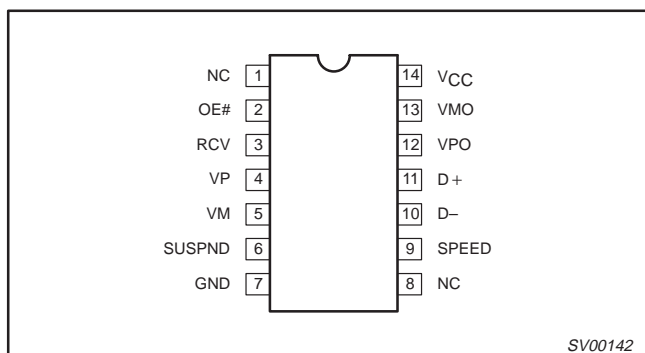 NC 1 14 VCC
OE# 2 13 VMO
RCV 3 12 VPO
VP 4 11 D+
VM 5 10 D–
SUSPND 6 9 SPEED
GND 7 8 NC
SV00142